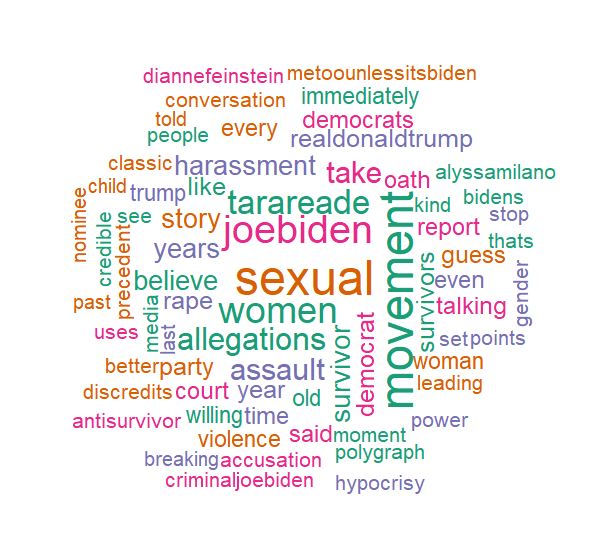 diannefeinstein metoounlessitsbiden
conversation immediately
told every democrats
people realdonaldtrump
classic harassment take oath alyssamilano
child trump like tarareade kind bidens
nominee credible see story joebiden report stop
precedent years guess thats
believe sexual movement survivors even gender
past media rape women talking
uses last allegations survivor democrat set points
better party assault woman
discredits court year old leading
antisurvivor willing time power
violence said moment
breaking accusation polygraph
criminaljoebiden hypocrisy